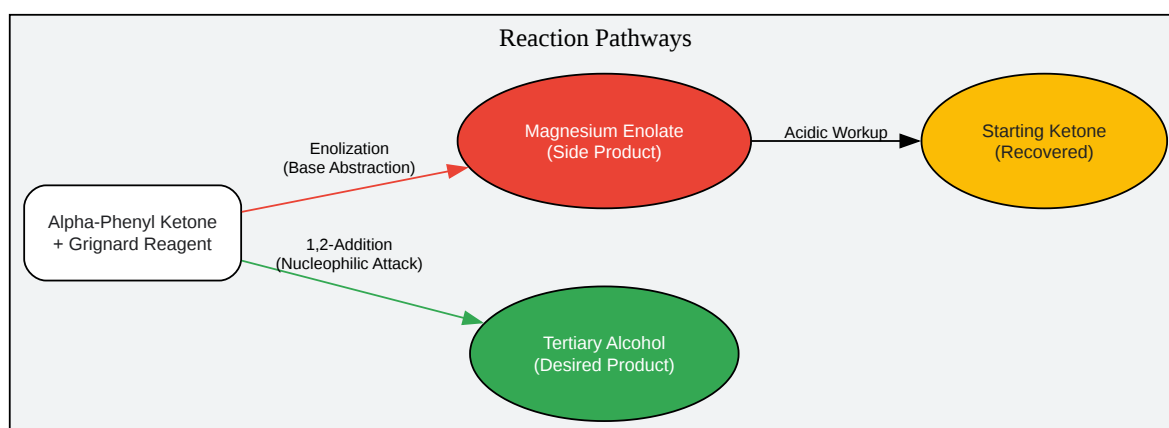 Reaction Pathways
Alpha-Phenyl Ketone
+ Grignard Reagent
Enolization
(Base Abstraction)
Magnesium Enolate
(Side Product)
Acidic Workup
Starting Ketone
(Recovered)
1,2-Addition
(Nucleophilic Attack)
Tertiary Alcohol
(Desired Product)